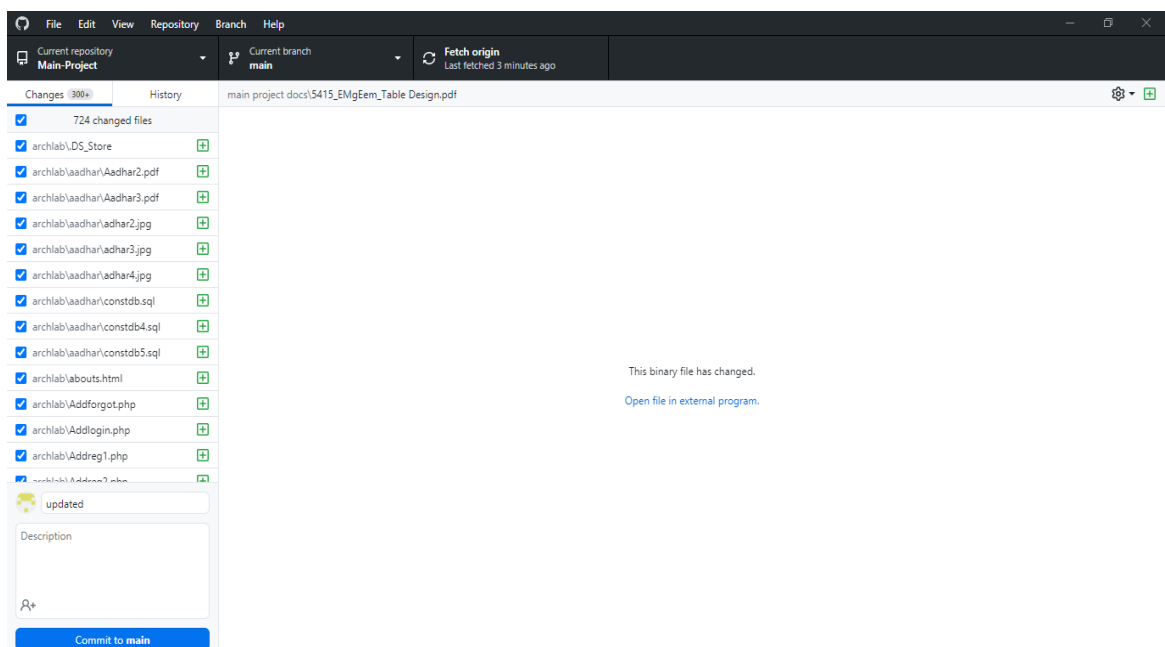 File Edit View Repository Branch Help
Current repository
Main-Project
Current branch
main
Fetch origin
Last fetched 3 minutes ago
Changes 300+ History
main project docs\5415_EMgEem_Table Design.pdf
724 changed files
archlab\.DS_Store
archlab\aadhar\Aadhar2.pdf
archlab\aadhar\Aadhar3.pdf
archlab\aadhar\adhar2.jpg
archlab\aadhar\adhar3.jpg
archlab\aadhar\adhar4.jpg
archlab\aadhar\constdb.sql
archlab\aadhar\constdb4.sql
archlab\aadhar\constdb5.sql
archlab\abouts.html
archlab\Addforgot.php
archlab\Addlogin.php
archlab\Addreg1.php
archlab\Addreg2.php
updated
Description
Commit to main
This binary file has changed.
Open file in external program.